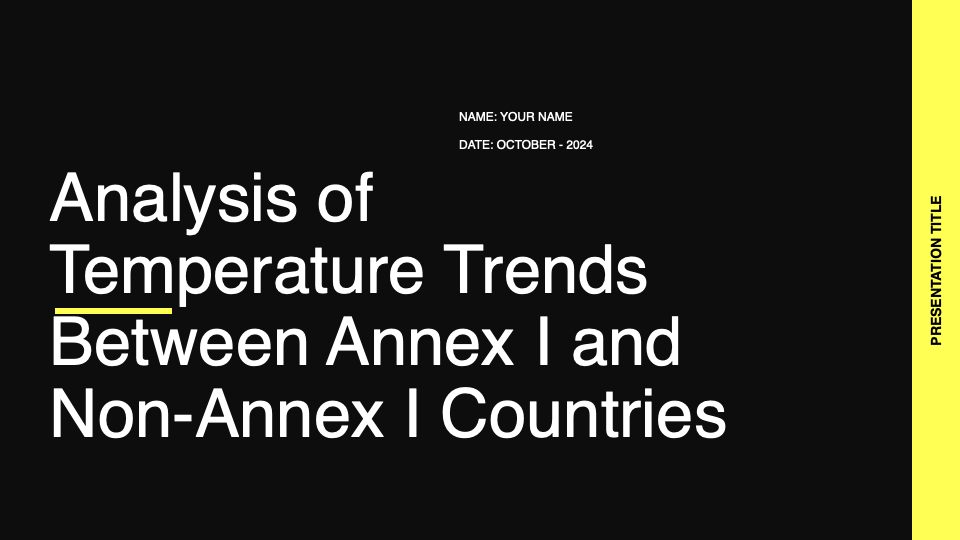 NAME: YOUR NAME
DATE: OCTOBER - 2024
Analysis of
Temperature Trends
Between Annex I and
Non-Annex I Countries
PRESENTATION TITLE